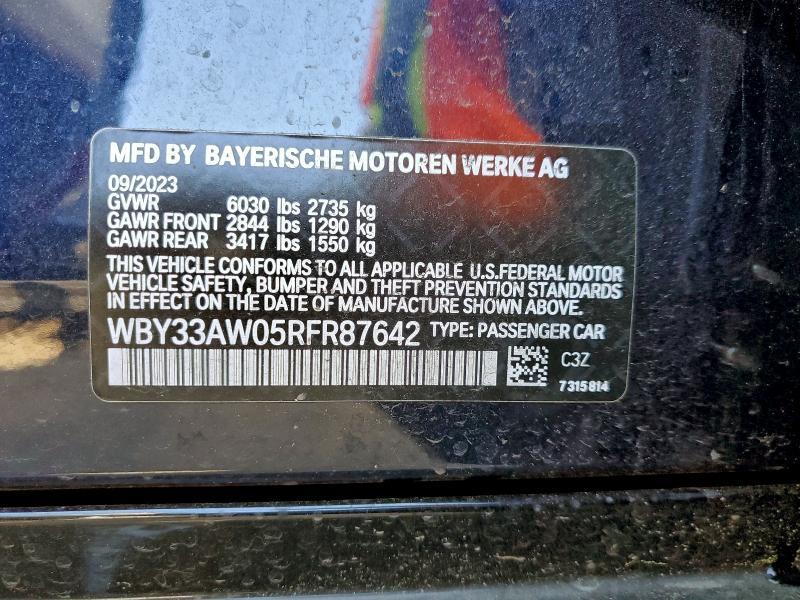 MFD BY BAYERISCHE MOTOREN WERKE AG
09/2023
GVWR 6030 lbs 2735 kg
GAWR FRONT 2844 lbs 1290 kg
GAWR REAR 3417 lbs 1550 kg
THIS VEHICLE CONFORMS TO ALL APPLICABLE U.S.FEDERAL MOTOR
VEHICLE SAFETY, BUMPER AND THEFT PREVENTION STANDARDS
IN EFFECT ON THE DATE OF MANUFACTURE SHOWN ABOVE.
WBY33AW05RFR87642 TYPE: PASSENGER CAR
C3Z
7315814